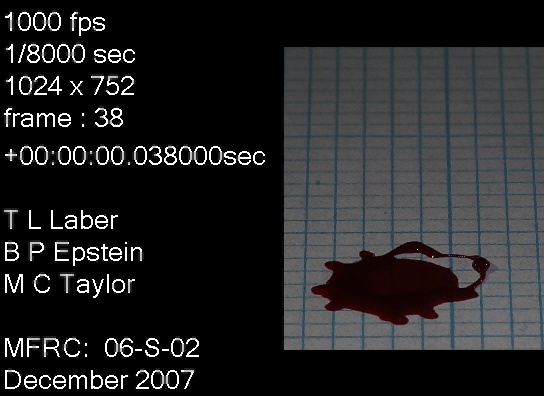 1000 fps
1/8000 sec
1024 x 752
frame : 38
+00:00:00.038000sec
T L Laber
B P Epstein
M C Taylor
MFRC:  06-S-02
December 2007